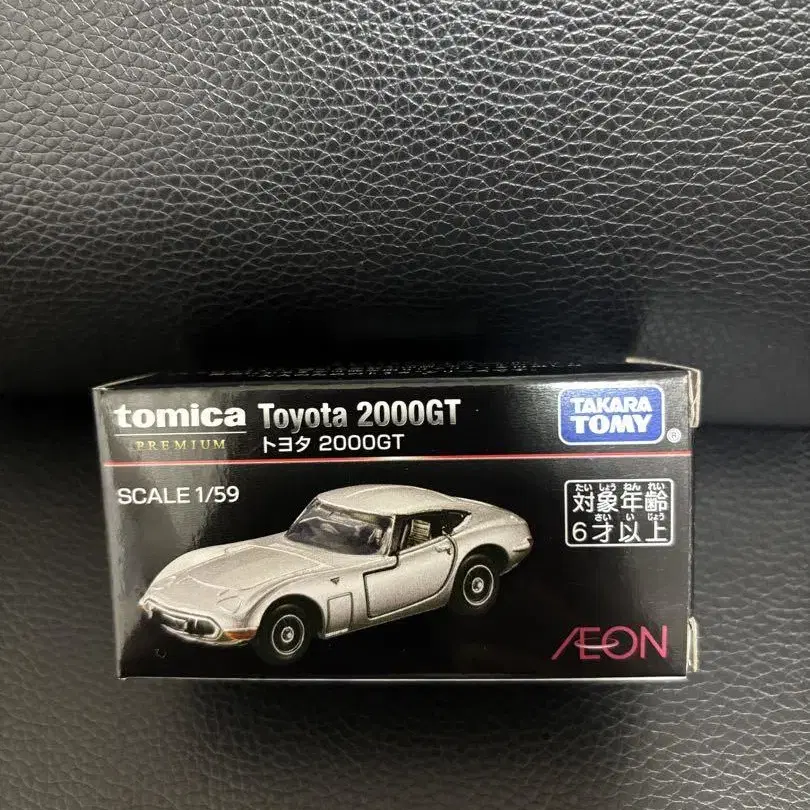 tomica
PREMIUM
Toyota 2000GT
トヨタ 2000GT
TAKARA
TOMY
®
SCALE 1/59
たい しょう ねん れい
対象年齢
さい い じょう
6才以上
ÆON